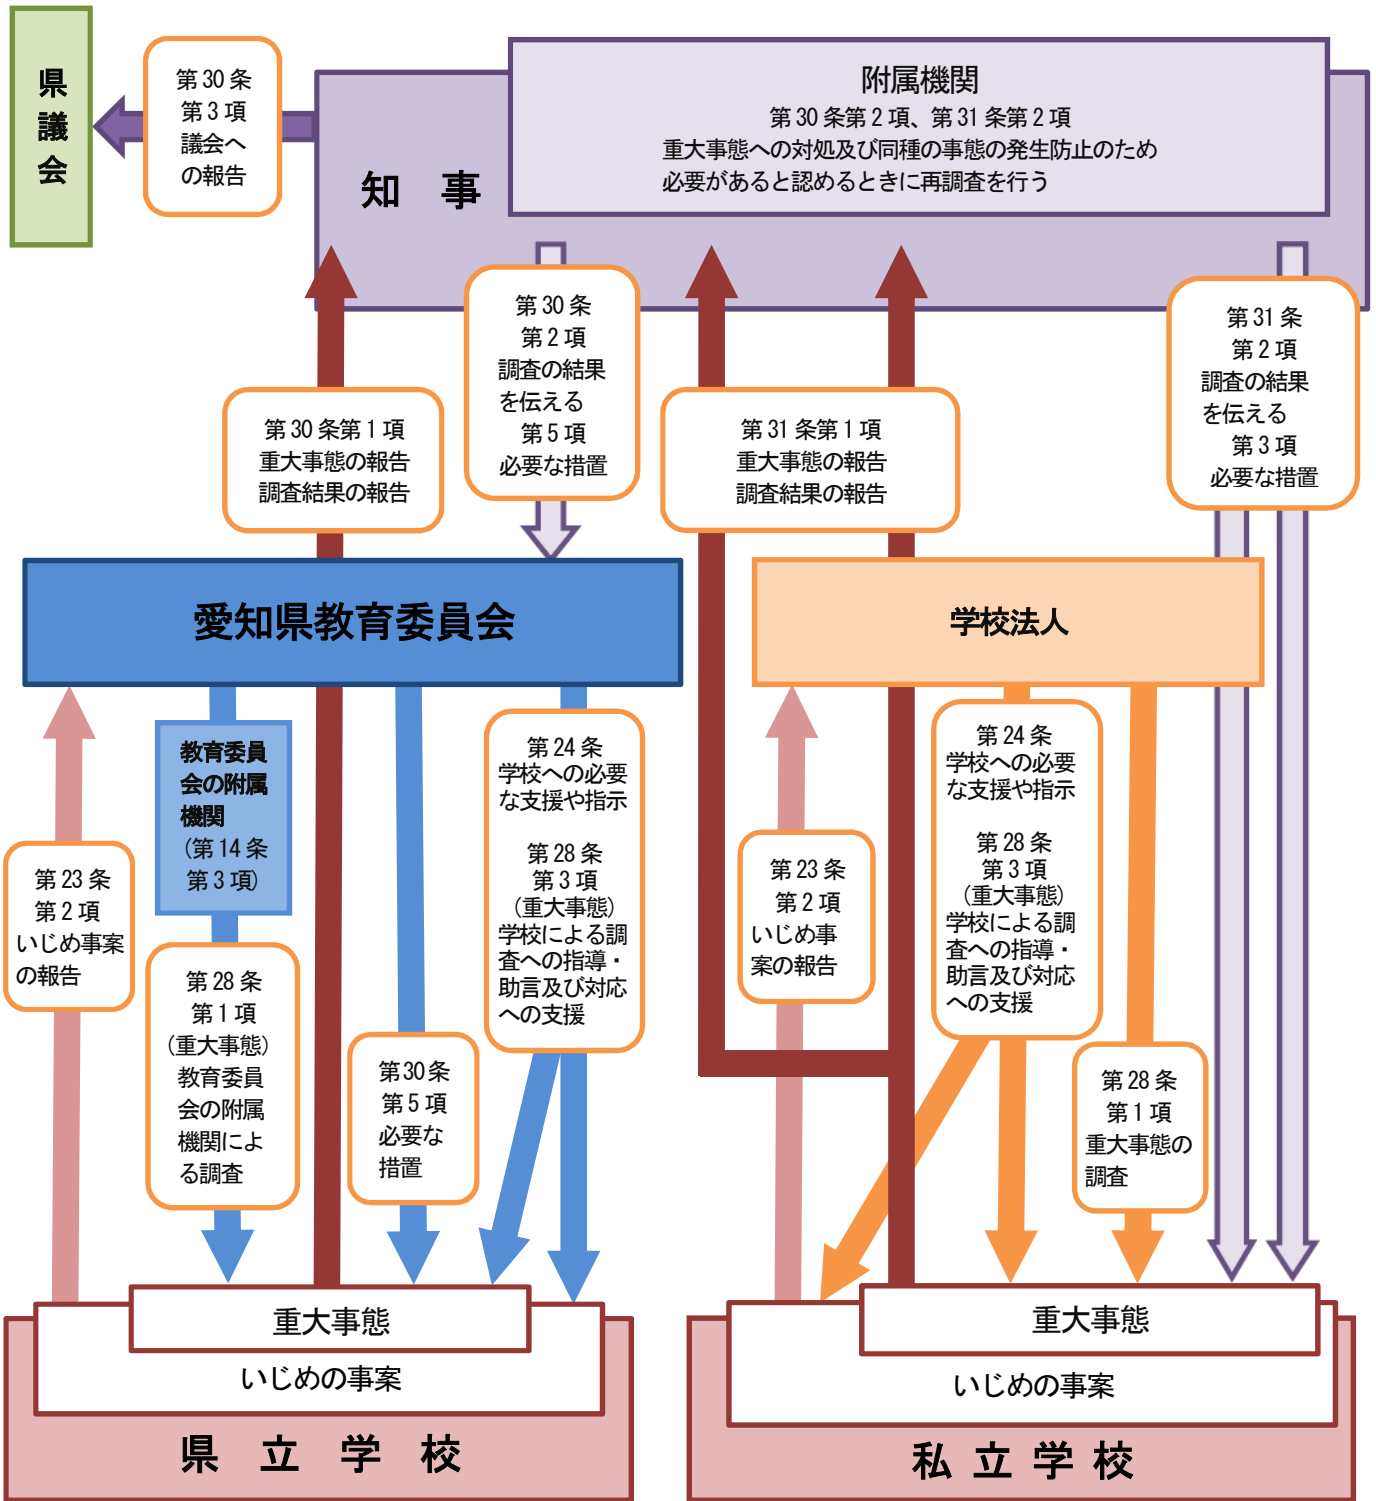 県
議
会
第30条
第3項
議会へ
の報告
附属機関
第30条第2項、第31条第2項
重大事態への対処及び同種の事態の発生防止のため
必要があると認めるときに再調査を行う
知 事
第30条
第2項
調査の結果
を伝える
第5項
必要な措置
第31条
第2項
調査の結果
を伝える
第3項
必要な措置
第30条第1項
重大事態の報告
調査結果の報告
第31条第1項
重大事態の報告
調査結果の報告
愛知県教育委員会
学校法人
教育委員
会の附属
機関
(第14条
第3項)
第23条
第2項
いじめ事案
の報告
第28条
第1項
(重大事態)
教育委員
会の附属
機関によ
る調査
第30条
第5項
必要な
措置
第24条
学校への必要
な支援や指示
第28条
第3項
(重大事態)
学校による調
査への指導・
助言及び対応
への支援
第23条
第2項
いじめ事
案の報告
第24条
学校への必要
な支援や指示
第28条
第3項
(重大事態)
学校による調
査への指導・
助言及び対応
への支援
第28条
第1項
重大事態の
調査
重大事態
いじめの事案
県 立 学 校
重大事態
いじめの事案
私 立 学 校